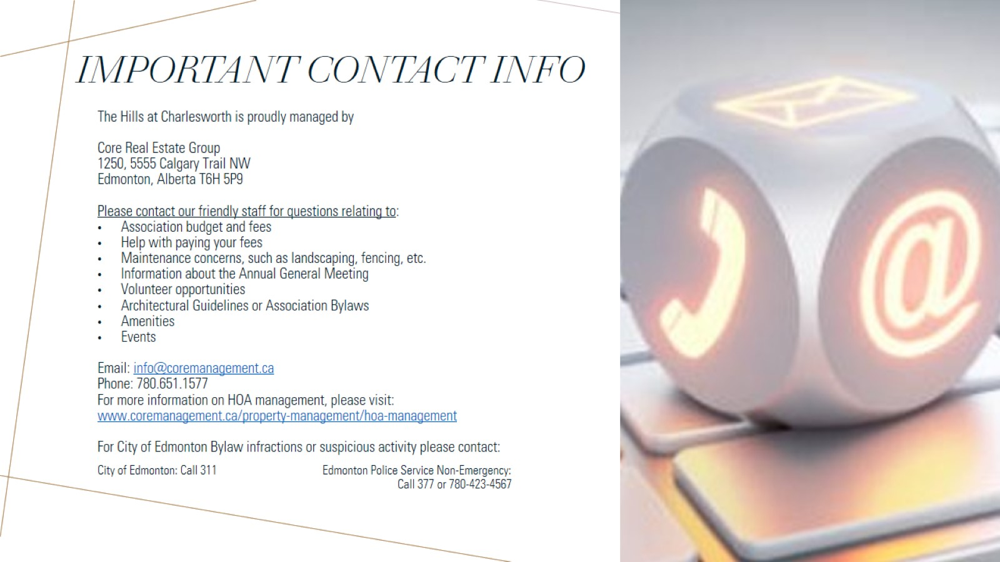 IMPORTANT CONTACT INFO
The Hills at Charlesworth is proudly managed by
Core Real Estate Group
1250, 5555 Calgary Trail NW
Edmonton, Alberta T6H 5P9
Please contact our friendly staff for questions relating to:
• Association budget and fees
• Help with paying your fees
• Maintenance concerns, such as landscaping, fencing, etc.
• Information about the Annual General Meeting
• Volunteer opportunities
• Architectural Guidelines or Association Bylaws
• Amenities
• Events
Email: info@coremanagement.ca
Phone: 780.651.1577
For more information on HOA management, please visit:
www.coremanagement.ca/property-management/hoa-management
For City of Edmonton Bylaw infractions or suspicious activity please contact:
City of Edmonton: Call 311
Edmonton Police Service Non-Emergency:
Call 377 or 780-423-4567
@